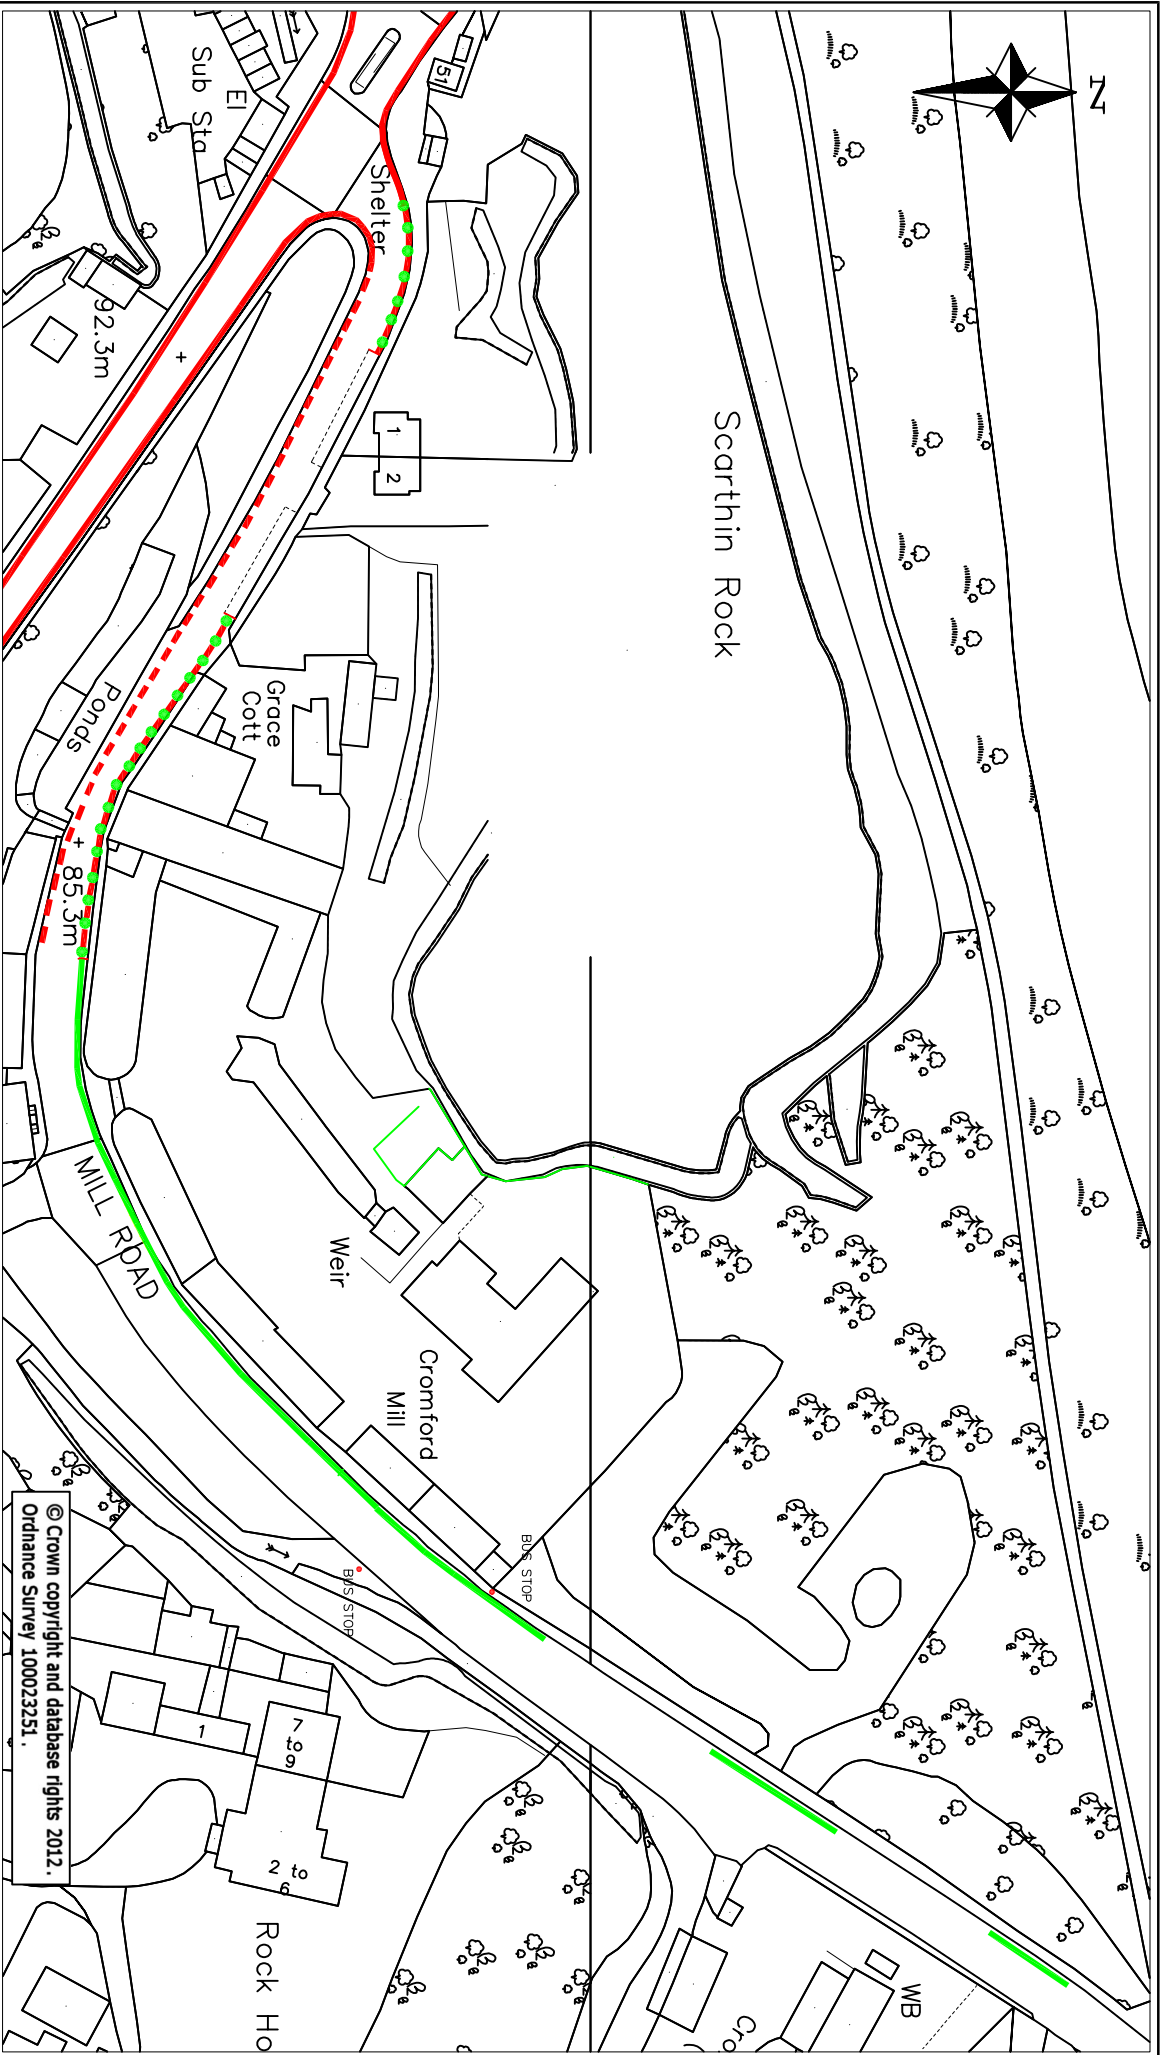 N
Scarthin Rock
51
El
Sub Sta
Shelter
92.3m
1
2
Grace
Cott
Ponds
85.3m
MILL ROAD
Weir
Cromford
Mill
BUS STOP
BUS STOP
1
7
to
9
2 to
6
Rock Ho
WB
Cro
© Crown copyright and database rights 2012.
Ordnance Survey 100023251.